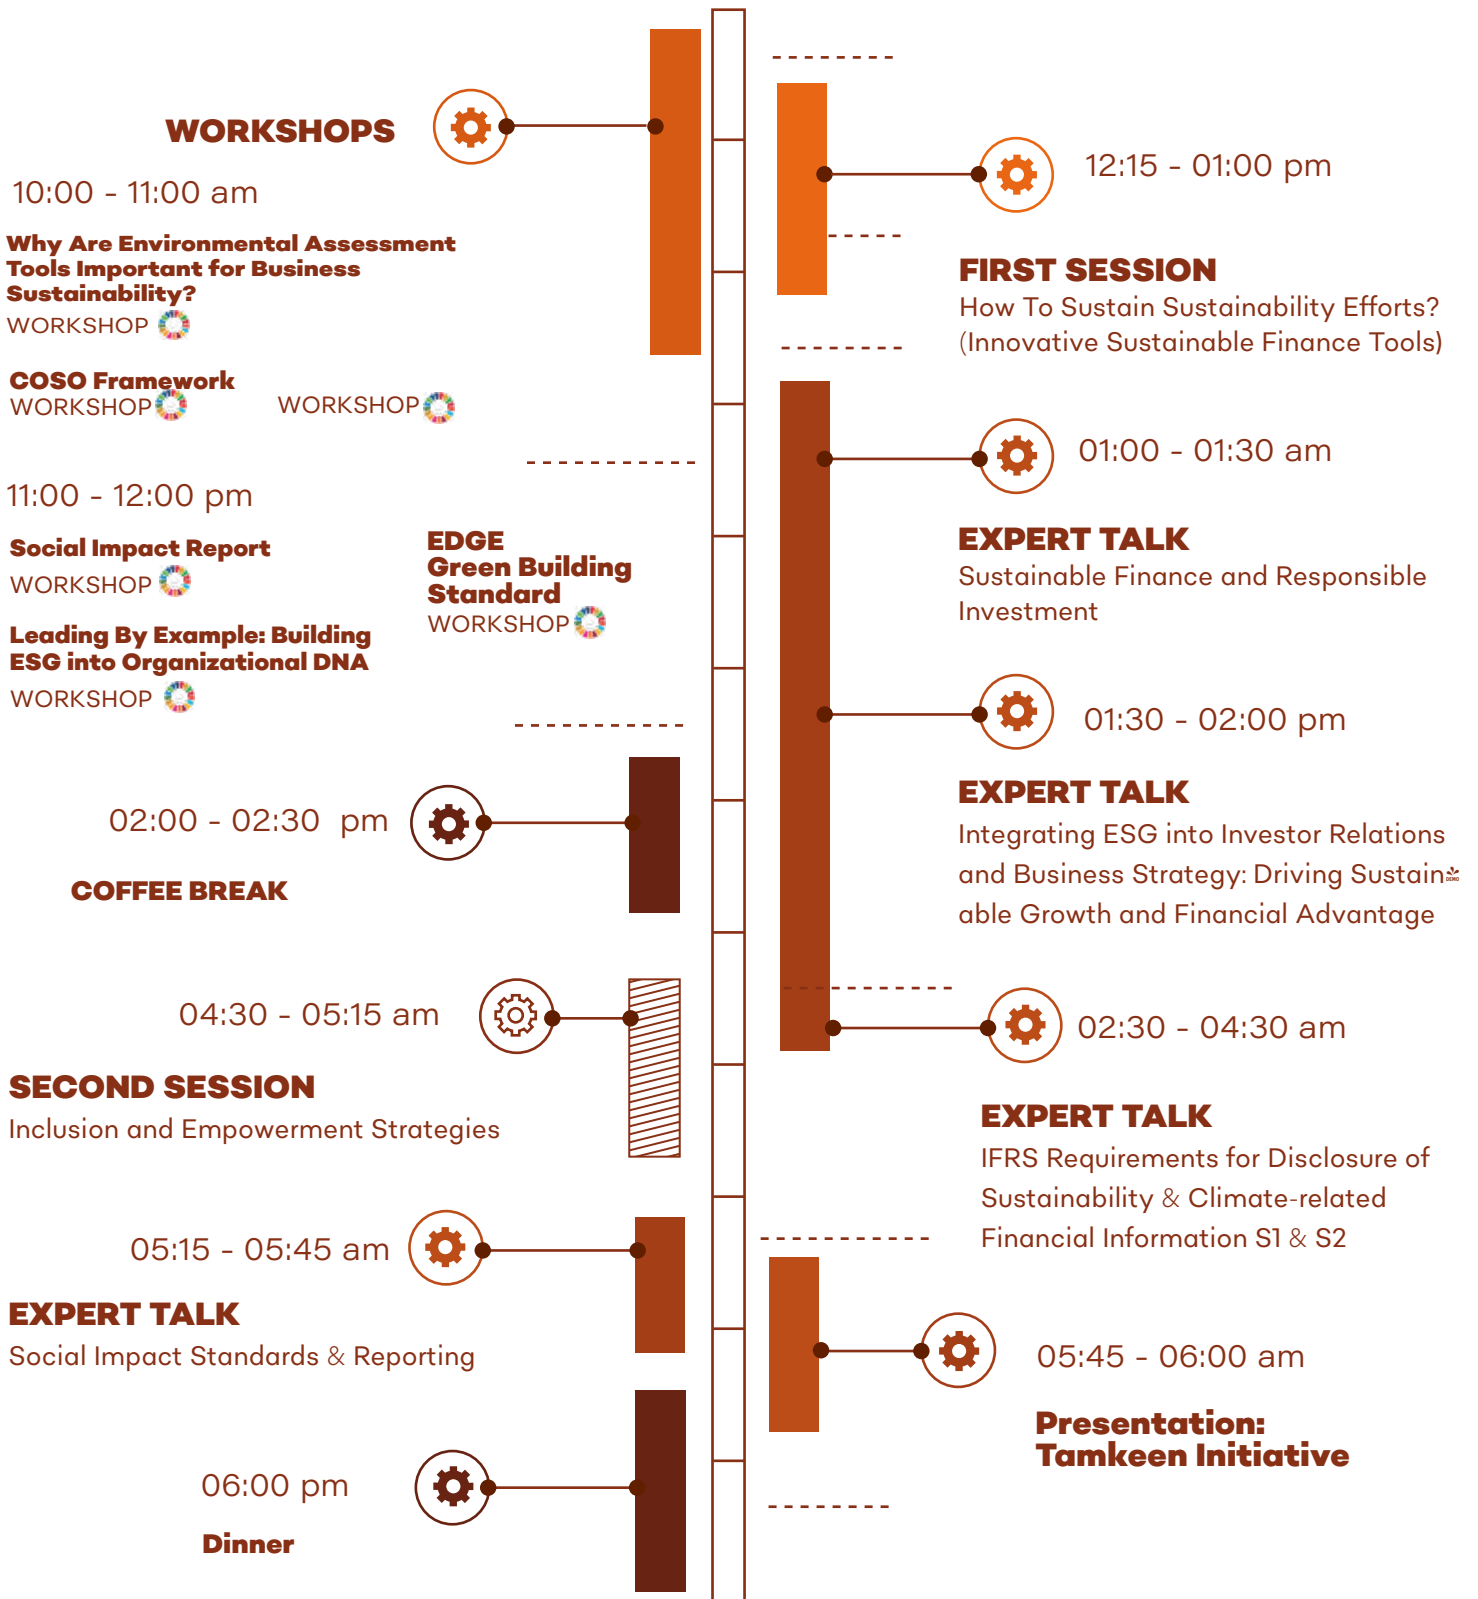 WORKSHOPS
10:00 - 11:00 am
Why Are Environmental Assessment
Tools Important for Business
Sustainability?
WORKSHOP
COSO Framework
WORKSHOP
WORKSHOP
11:00 - 12:00 pm
Social Impact Report
WORKSHOP
EDGE
Green Building
Standard
WORKSHOP
Leading By Example: Building
ESG into Organizational DNA
WORKSHOP
12:15 - 01:00 pm
FIRST SESSION
How To Sustain Sustainability Efforts?
(Innovative Sustainable Finance Tools)
01:00 - 01:30 am
EXPERT TALK
Sustainable Finance and Responsible
Investment
01:30 - 02:00 pm
EXPERT TALK
Integrating ESG into Investor Relations
and Business Strategy: Driving Sustain
DEMO
able Growth and Financial Advantage
02:00 - 02:30 pm
COFFEE BREAK
02:30 - 04:30 am
EXPERT TALK
IFRS Requirements for Disclosure of
Sustainability & Climate-related
Financial Information S1 & S2
04:30 - 05:15 am
SECOND SESSION
Inclusion and Empowerment Strategies
05:15 - 05:45 am
EXPERT TALK
Social Impact Standards & Reporting
05:45 - 06:00 am
Presentation:
Tamkeen Initiative
06:00 pm
Dinner